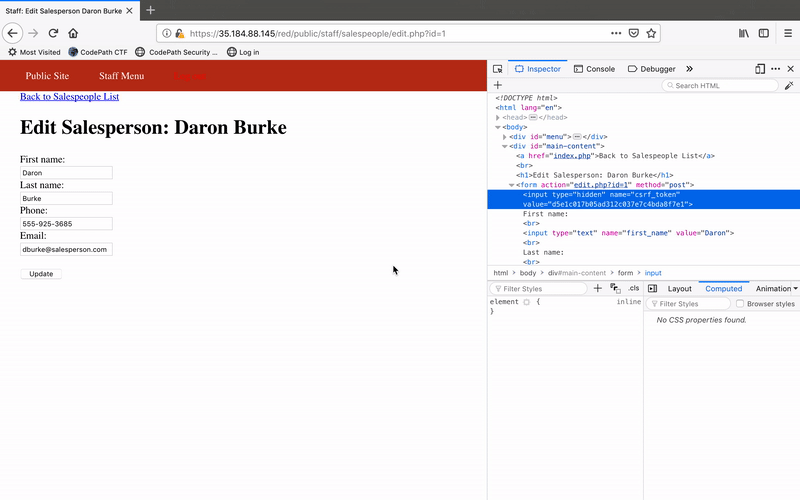 Staff: Edit Salesperson Daron Burke
https://35.184.88.145/red/public/staff/salespeople/edit.php?id=1
Most Visited CodePath CTF CodePath Security ... Log in
Public Site Staff Menu
Back to Salespeople List
Edit Salesperson: Daron Burke
First name:
Daron
Last name:
Burke
Phone:
555-925-3685
Email:
dburke@salesperson.com
Update
Inspector Console Debugger
Search HTML
<!DOCTYPE html>
<html lang="en">
<head> </head>
<body>
<div id="menu"> </div>
<div id="main-content">
<a href="index.php">Back to Salespeople List</a>
<br>
<h1>Edit Salesperson: Daron Burke</h1>
<form action="edit.php?id=1" method="post">
<input type="hidden" name="csrf_token"
value="d5e1c017b05ad312c037e7c4bda8f7e1">
First name:
<br>
<input type="text" name="first_name" value="Daron">
<br>
Last name:
<br>
html body div#main-content form input
Filter Styles .cls
element { inline
}
Layout Computed Animation
Filter Styles Browser styles
No CSS properties found.